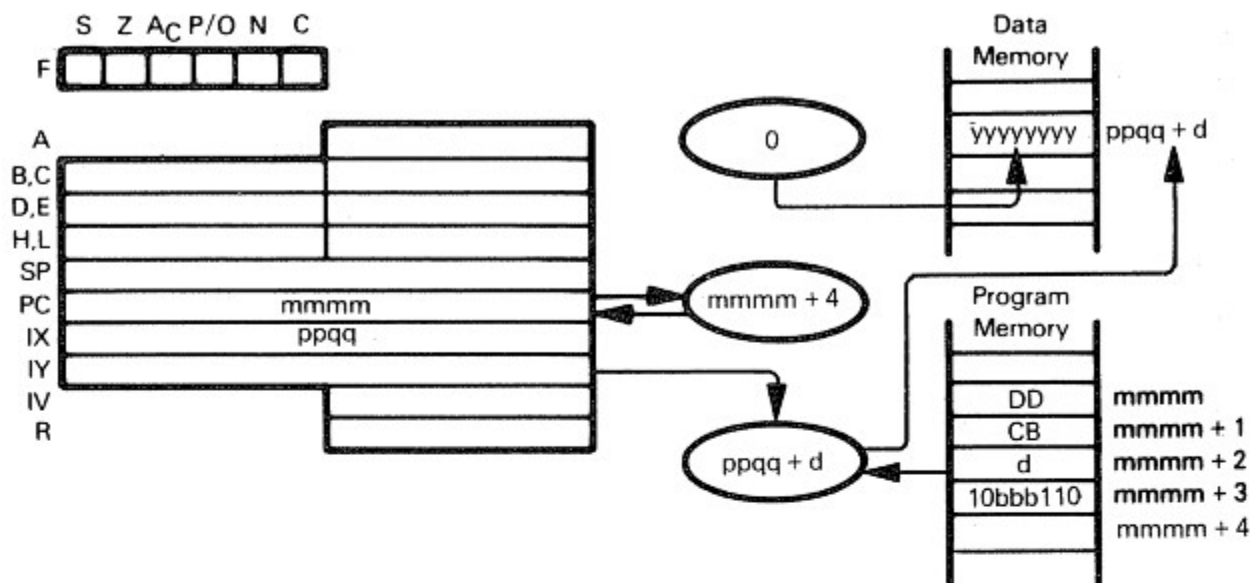 S Z AC P/O N C
F
A
B,C
D,E
H,L
SP
PC mmmm
IX ppqq
IY
IV
R
0
mmmm + 4
ppqq + d
Data
Memory
yyyyyyyy ppqq + d
Program
Memory
DD mmmm
CB mmmm + 1
d mmmm + 2
10bbb110 mmmm + 3
mmmm + 4